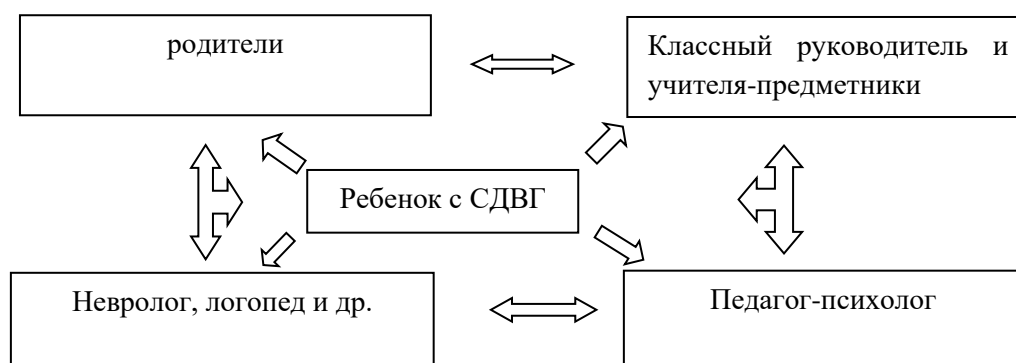 родители
Классный руководитель и
учителя-предметники
Ребенок с СДВГ
Невролог, логопед и др.
Педагог-психолог